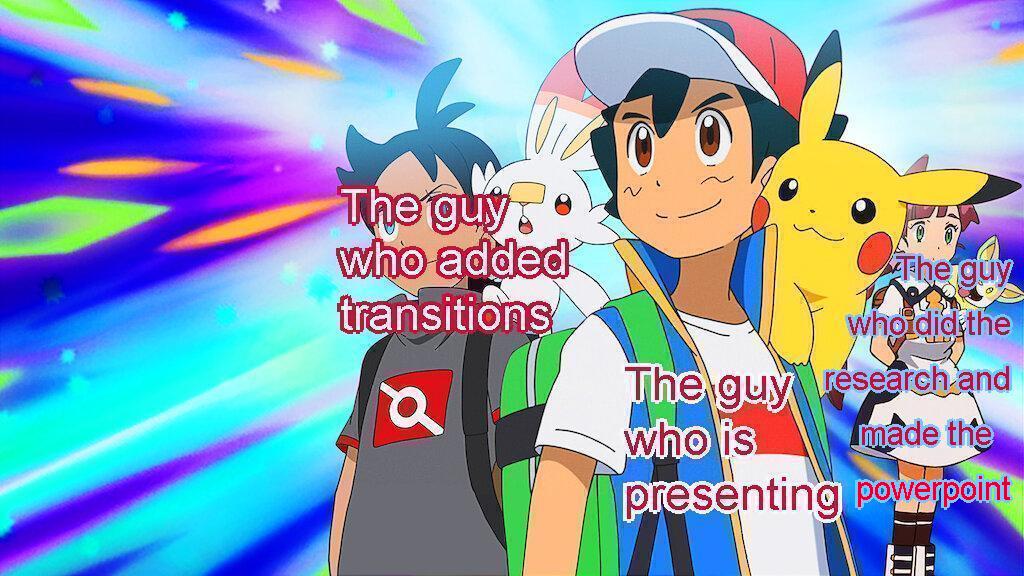 The guy
who added
transitions
The guy
who is
presenting
The guy
who did the
research and
made the
powerpoint